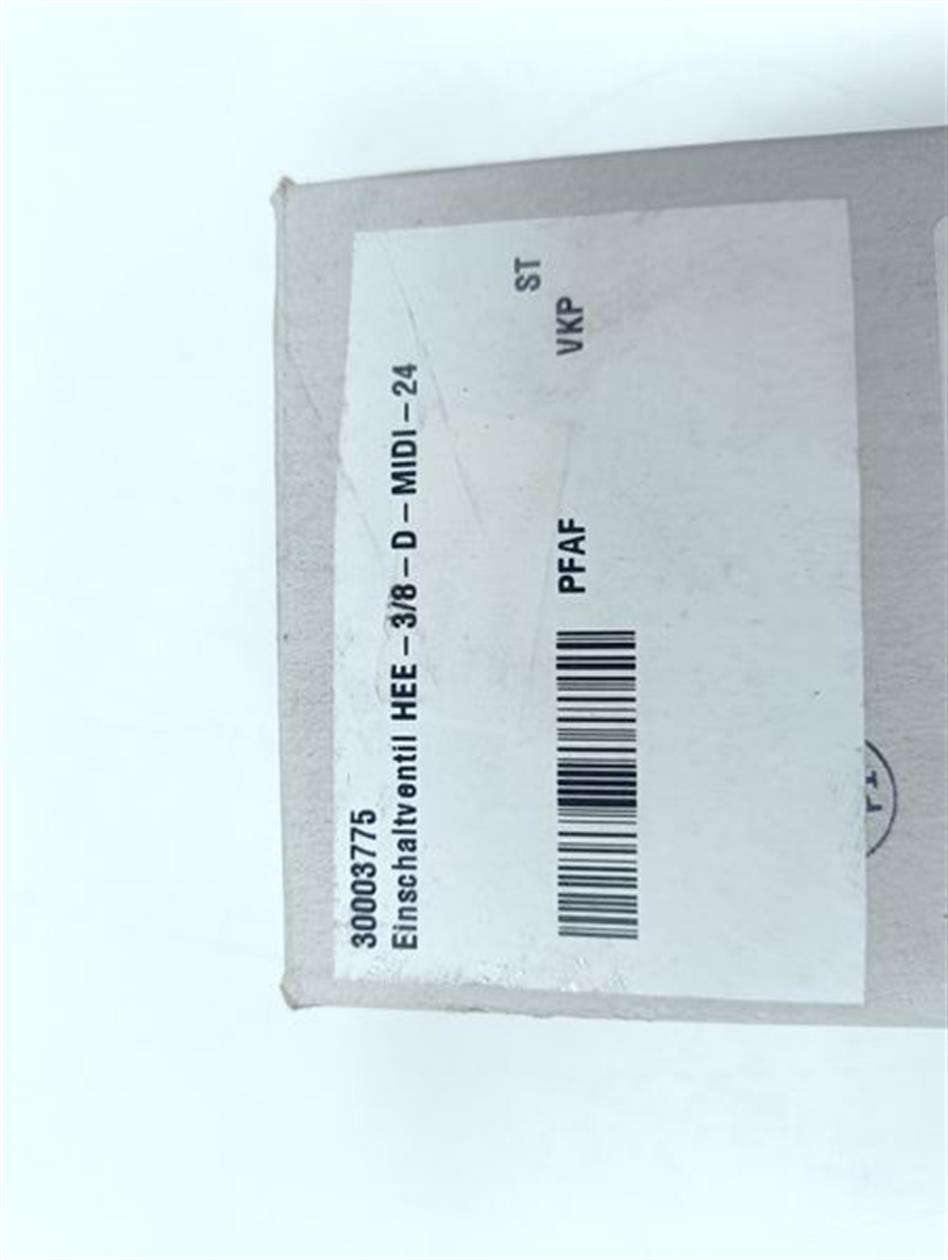 30003775
Einschaltventil HEE-3/8-D-MIDI-24
ST
PFAF VKP